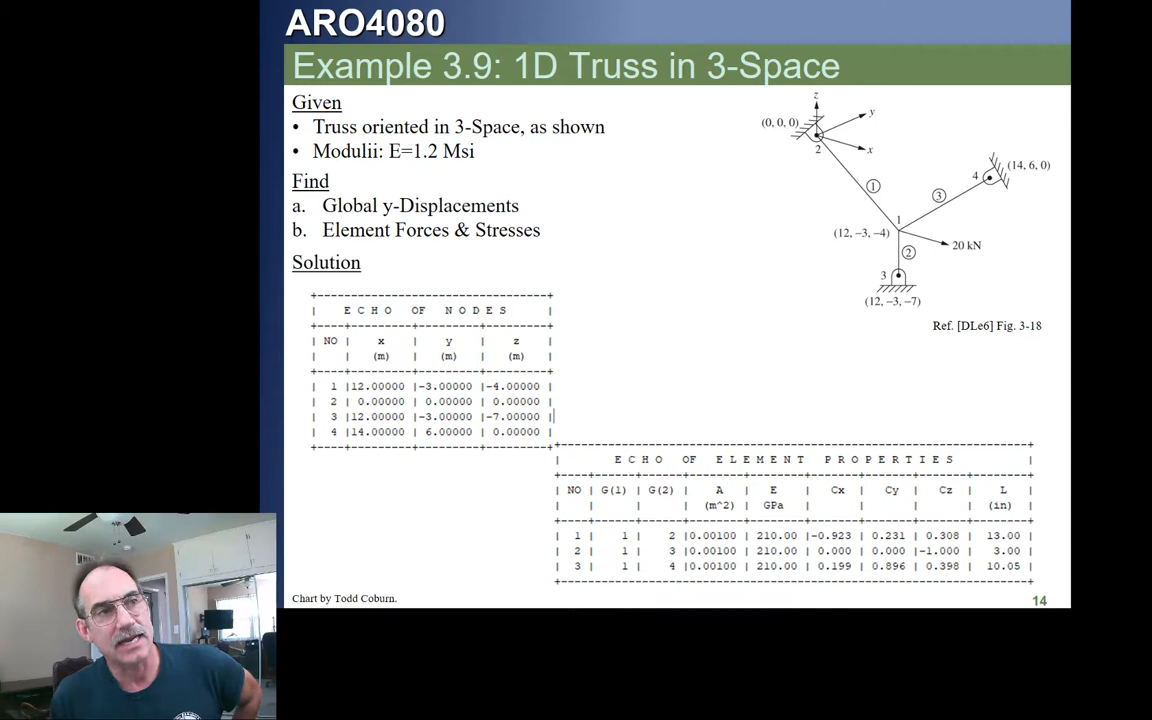 ARO4080
Example 3.9: 1D Truss in 3-Space
Given
• Truss oriented in 3-Space, as shown
• Modulii: E=1.2 Msi
Find
a. Global y-Displacements
b. Element Forces & Stresses
Solution
z
y
x
(0, 0, 0)
2
1
(14, 6, 0)
4
3
1
(12, −3, −4)
20 kN
2
3
(12, −3, −7)
Ref. [DLe6] Fig. 3-18
+-----------------------------------+
| E C H O OF N O D E S |
| NO | x | y | z |
| | (m) | (m) | (m) |
| 1 |12.00000 |-3.00000 |-4.00000 |
| 2 | 0.00000 | 0.00000 | 0.00000 |
| 3 |12.00000 |-3.00000 |-7.00000 |
| 4 |14.00000 | 6.00000 | 0.00000 |
| E C H O OF E L E M E N T P R O P E R T I E S |
| NO | G(1) | G(2) | A | E | Cx | Cy | Cz | L |
| | | | (m^2) | GPa | | | | (in) |
| 1 | 1 | 2 |0.00100 | 210.00 |-0.923 | 0.231 | 0.308 | 13.00 |
| 2 | 1 | 3 |0.00100 | 210.00 | 0.000 | 0.000 |-1.000 | 3.00 |
| 3 | 1 | 4 |0.00100 | 210.00 | 0.199 | 0.896 | 0.398 | 10.05 |
Chart by Todd Coburn.
14